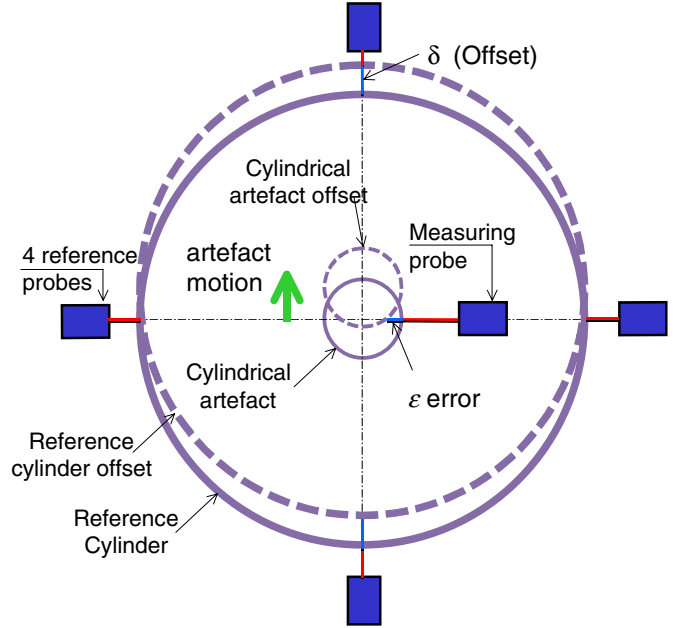 δ (Offset)
Cylindrical
artefact offset
Measuring
probe
4 reference
probes
artefact
motion
Cylindrical
artefact
ε error
Reference
cylinder offset
Reference
Cylinder